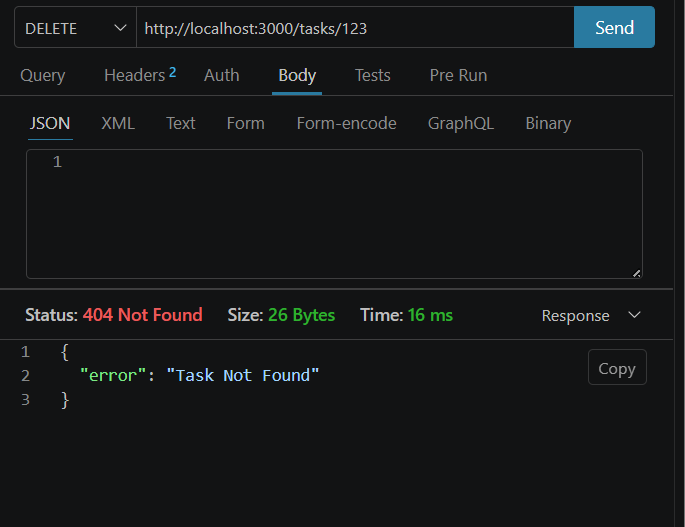 DELETE http://localhost:3000/tasks/123 Send
Query Headers 2 Auth Body Tests Pre Run
JSON XML Text Form Form-encode GraphQL Binary
1
Status: 404 Not Found Size: 26 Bytes Time: 16 ms Response
1 {
2 "error": "Task Not Found"
3 }
Copy